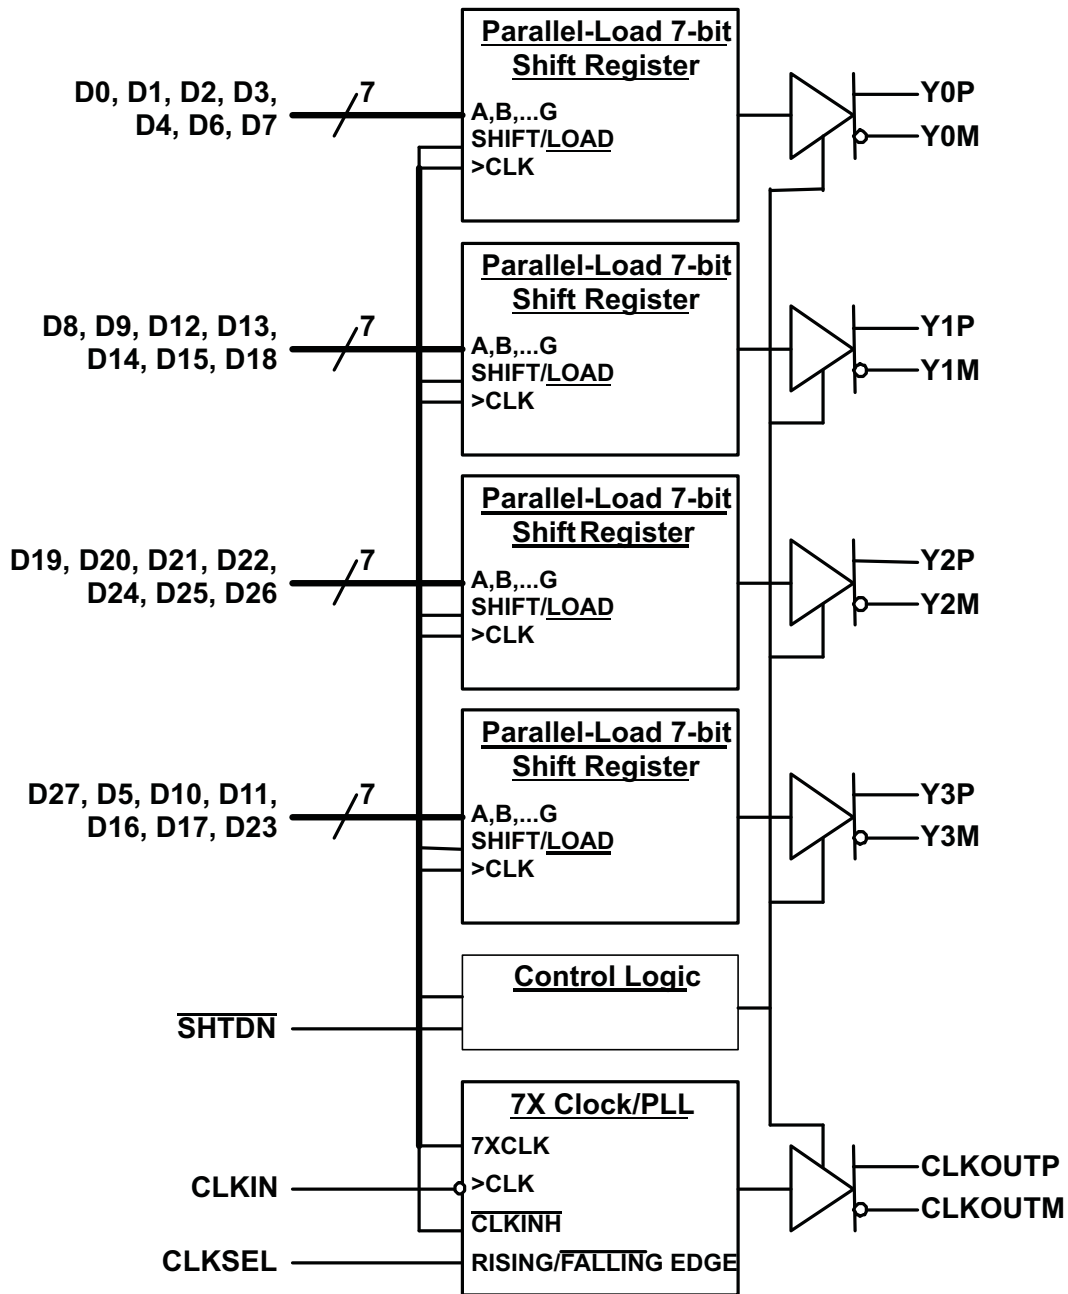 Parallel-Load 7-bit
Shift Register
D0, D1, D2, D3,
D4, D6, D7
7
A,B,...G
SHIFT/LOAD
>CLK
Y0P
Y0M
Parallel-Load 7-bit
Shift Register
D8, D9, D12, D13,
D14, D15, D18
7
A,B,...G
SHIFT/LOAD
>CLK
Y1P
Y1M
Parallel-Load 7-bit
Shift Register
D19, D20, D21, D22,
D24, D25, D26
7
A,B,...G
SHIFT/LOAD
>CLK
Y2P
Y2M
Parallel-Load 7-bit
Shift Register
D27, D5, D10, D11,
D16, D17, D23
7
A,B,...G
SHIFT/LOAD
>CLK
Y3P
Y3M
Control Logic
SHTDN
7X Clock/PLL
7XCLK
CLKIN
>CLK
CLKINH
CLKSEL
RISING/FALLING EDGE
CLKOUTP
CLKOUTM